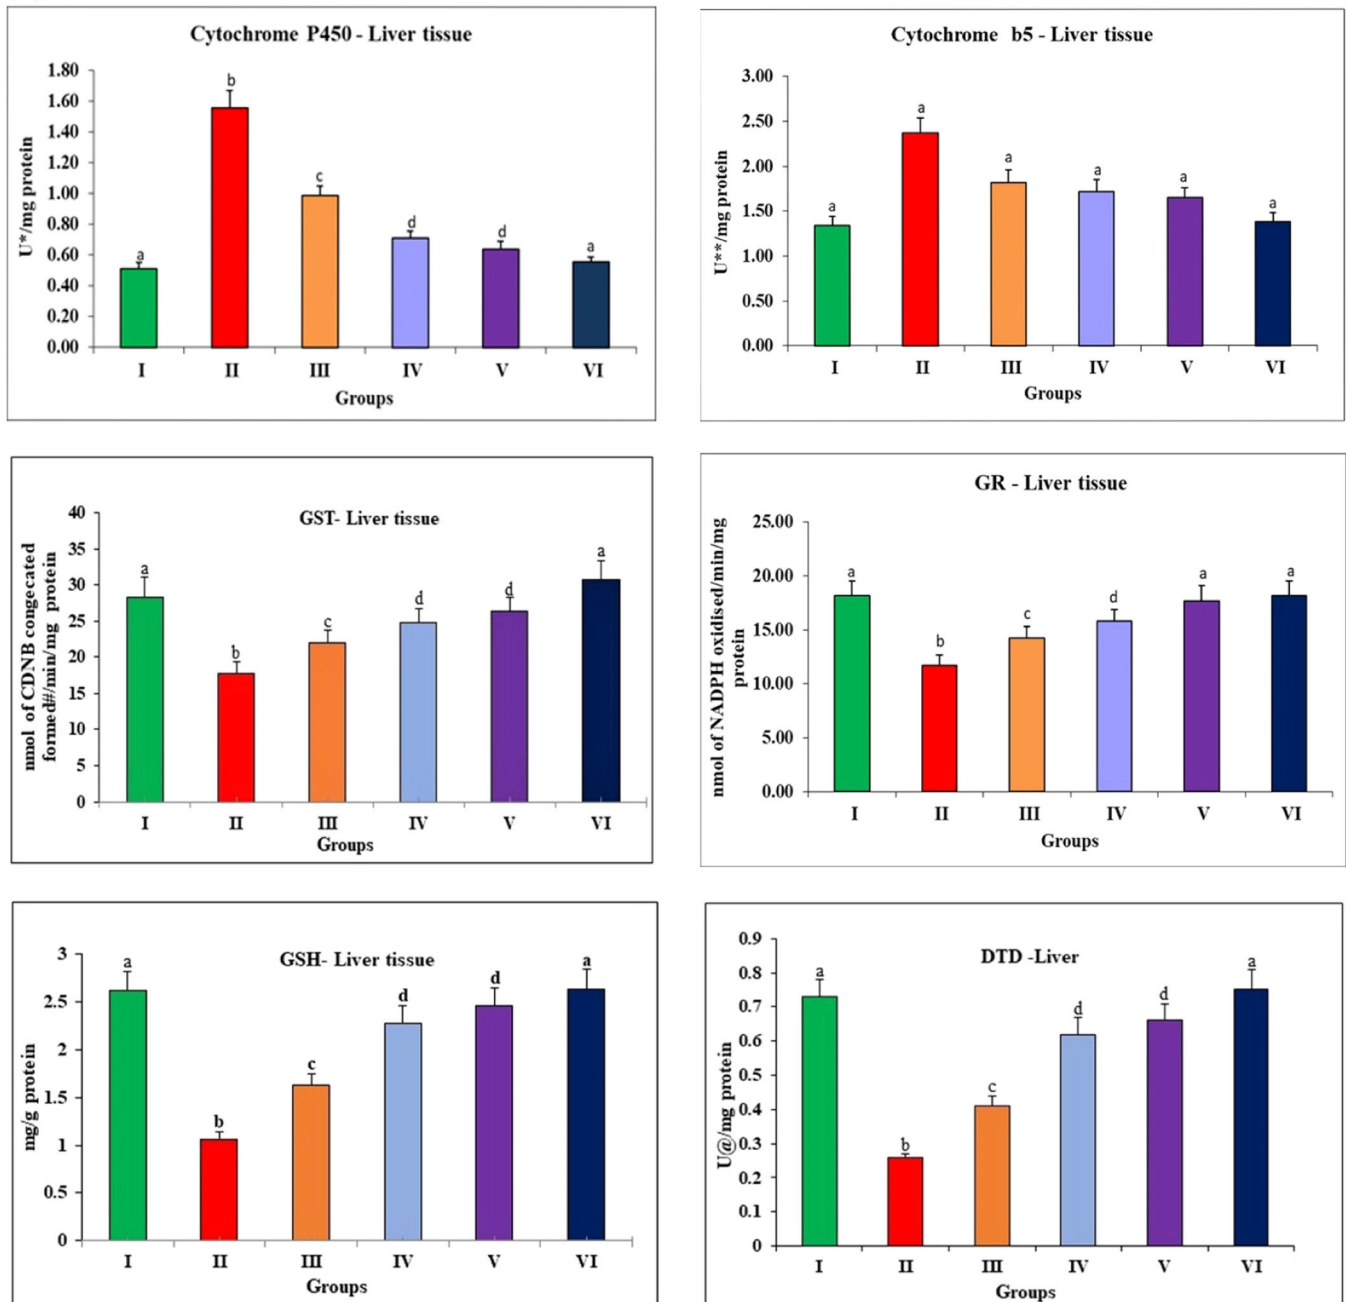 Cytochrome P450 - Liver tissue
U*/mg protein
1.80
1.60
1.40
1.20
1.00
0.80
0.60
0.40
0.20
0.00
a
b
c
d
d
a
I II III IV V VI
Groups
Cytochrome b5 - Liver tissue
U**/mg protein
3.00
2.50
2.00
1.50
1.00
0.50
0.00
a
a
a
a
a
a
I II III IV V VI
Groups
GST- Liver tissue
nmol of CDNB congecated
formed#/min/mg protein
40
35
30
25
20
15
10
5
0
a
b
c
d
d
a
I II III IV V VI
Groups
GR - Liver tissue
nmol of NADPH oxidised/min/mg
protein
25.00
20.00
15.00
10.00
5.00
0.00
a
b
c
d
a
a
I II III IV V VI
Groups
GSH- Liver tissue
mg/g protein
3
2.5
2
1.5
1
0.5
0
a
b
c
d
d
a
I II III IV V VI
Groups
DTD -Liver
U@/mg protein
0.9
0.8
0.7
0.6
0.5
0.4
0.3
0.2
0.1
0
a
b
c
d
d
a
I II III IV V VI
Groups